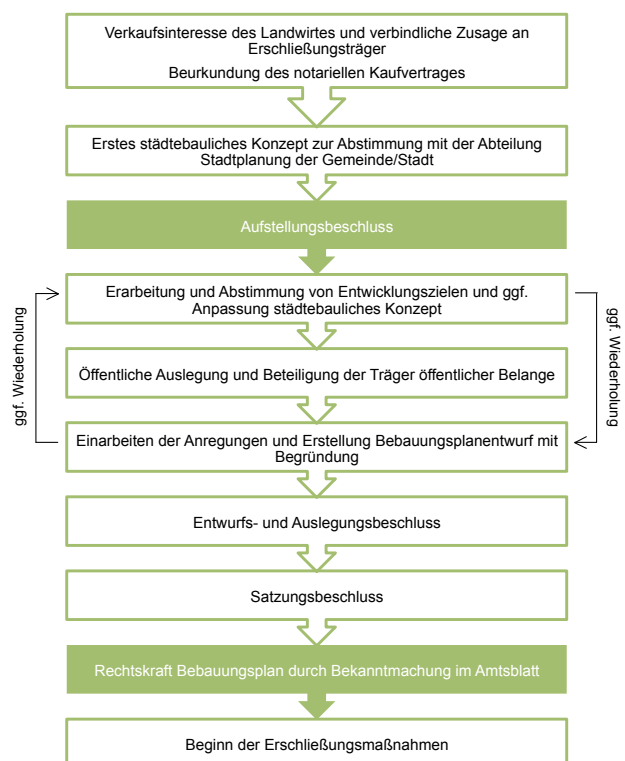 Verkaufsinteresse des Landwirtes und verbindliche Zusage an
Erschließungsträger
Beurkundung des notariellen Kaufvertrages
Erstes städtebauliches Konzept zur Abstimmung mit der Abteilung
Stadtplanung der Gemeinde/Stadt
Aufstellungsbeschluss
Erarbeitung und Abstimmung von Entwicklungszielen und ggf.
Anpassung städtebauliches Konzept
ggf. Wiederholung
ggf. Wiederholung
Öffentliche Auslegung und Beteiligung der Träger öffentlicher Belange
Einarbeiten der Anregungen und Erstellung Bebauungsplanentwurf mit
Begründung
Entwurfs- und Auslegungsbeschluss
Satzungsbeschluss
Rechtskraft Bebauungsplan durch Bekanntmachung im Amtsblatt
Beginn der Erschließungsmaßnahmen